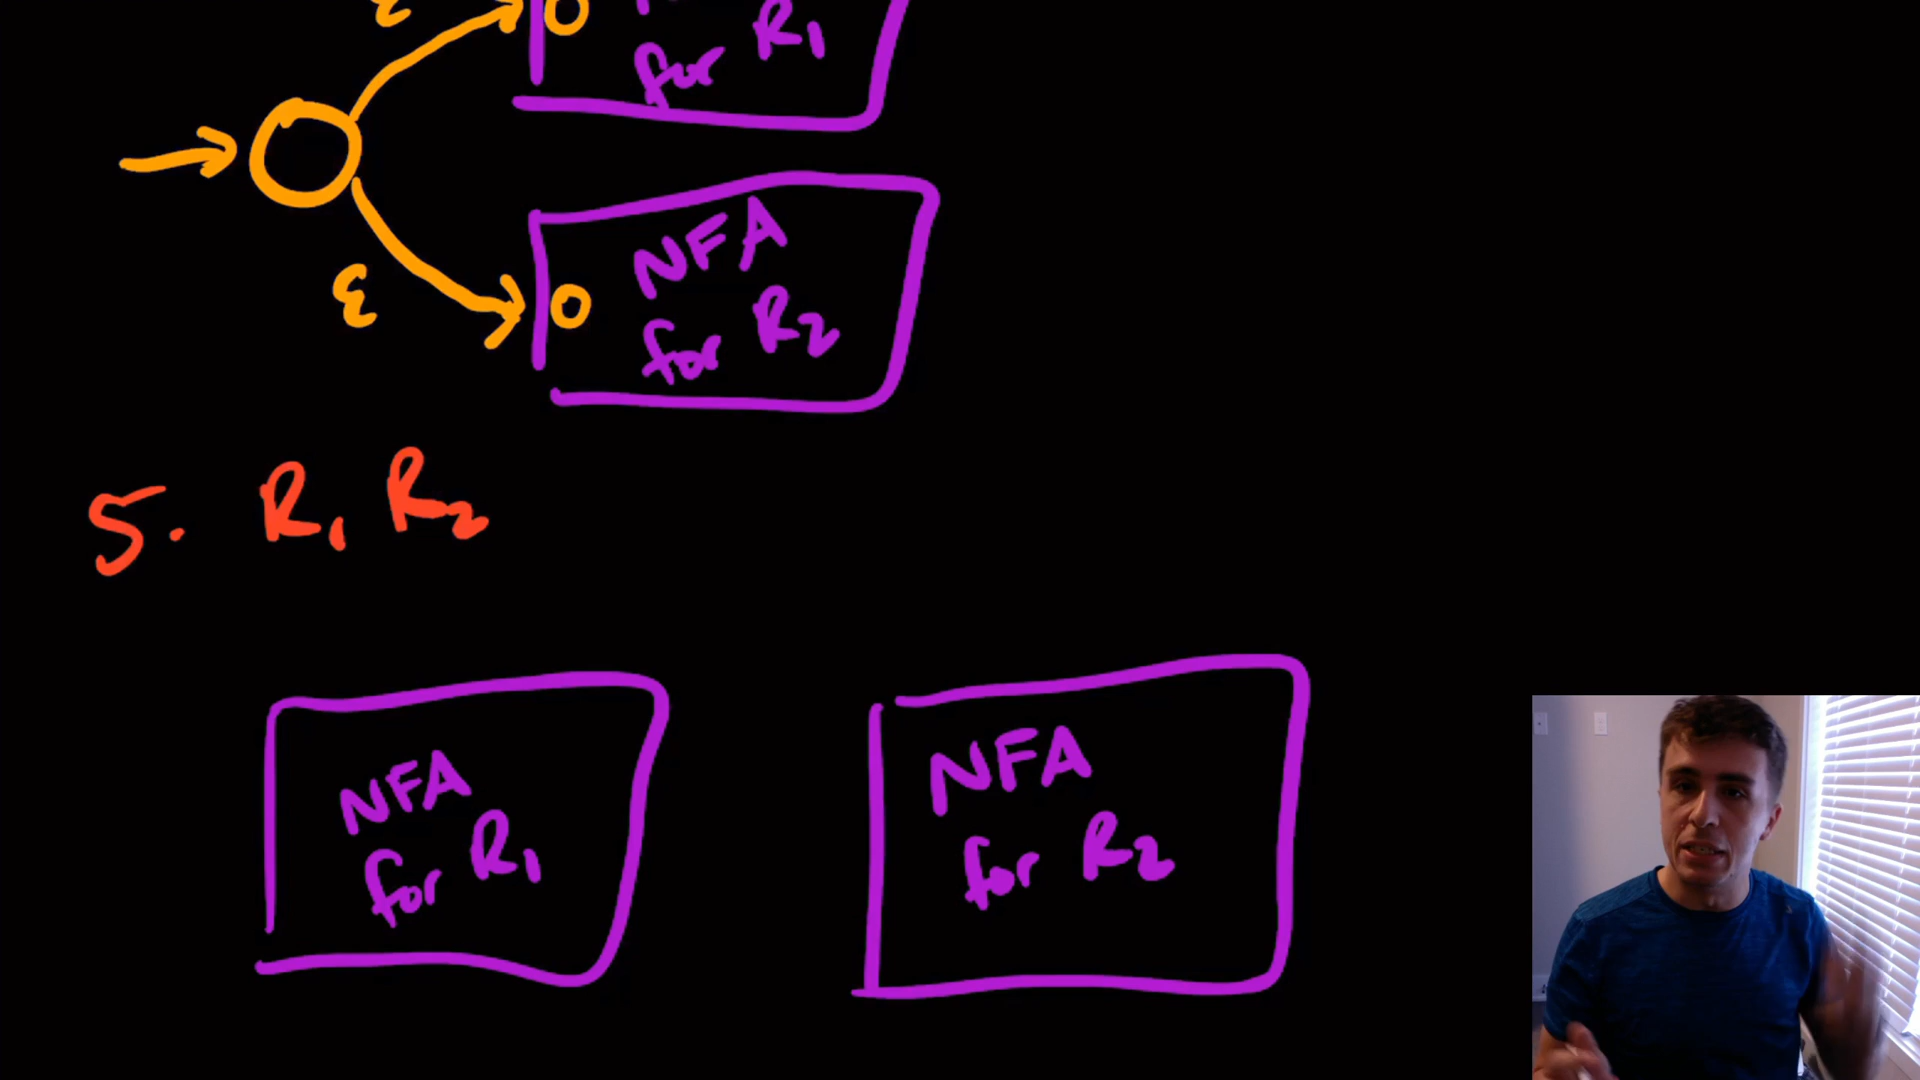 ε
for R₁
NFA
for R₂
ε
5. R₁ R₂
NFA
for R₁
NFA
for R₂